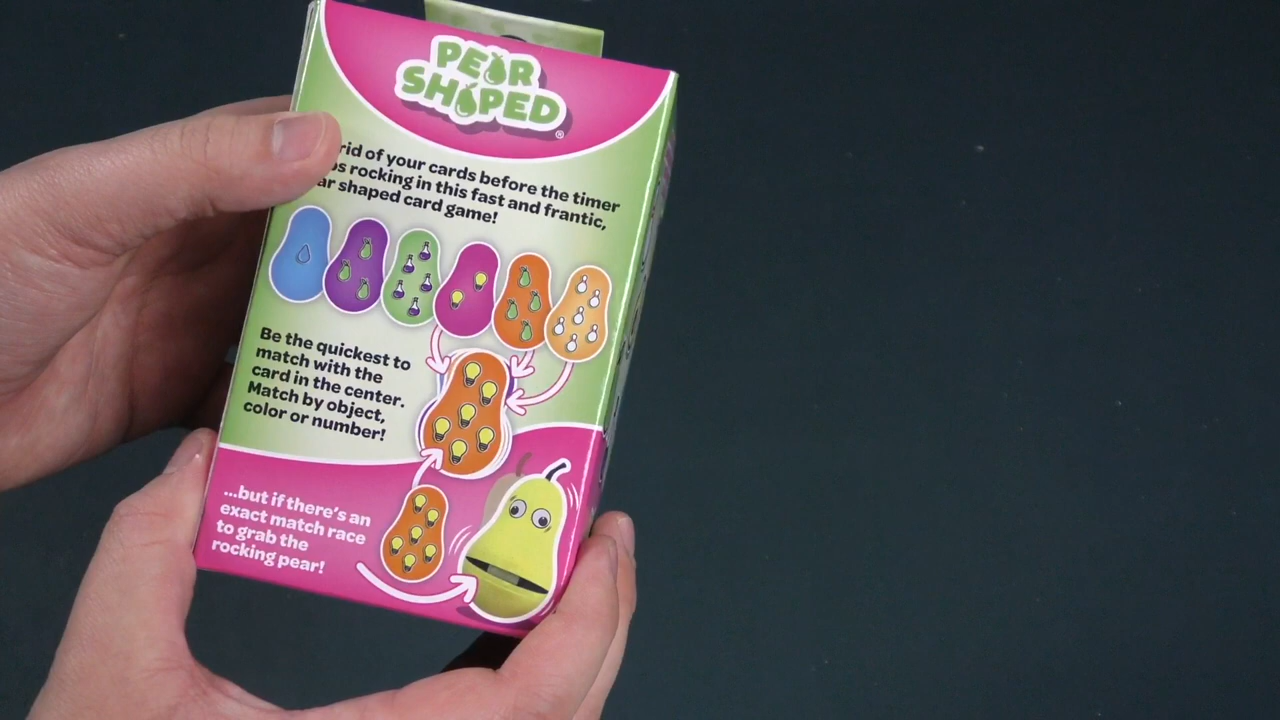 PEAR
SHAPED
®
rid of your cards before the timer
rocking in this fast and frantic,
shaped card game!
Be the quickest to
match with the
card in the center.
Match by object,
color or number!
...but if there's an
exact match race
to grab the
rocking pear!